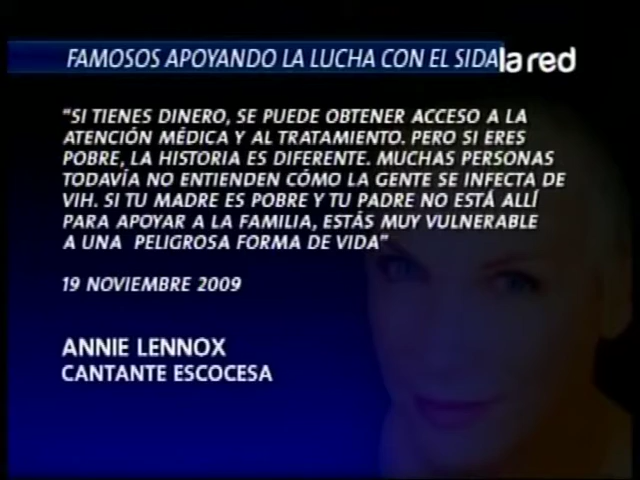 FAMOSOS APOYANDO LA LUCHA CON EL SIDA
la red
"SI TIENES DINERO, SE PUEDE OBTENER ACCESO A LA
ATENCIÓN MÉDICA Y AL TRATAMIENTO. PERO SI ERES
POBRE, LA HISTORIA ES DIFERENTE. MUCHAS PERSONAS
TODAVÍA NO ENTIENDEN CÓMO LA GENTE SE INFECTA DE
VIH. SI TU MADRE ES POBRE Y TU PADRE NO ESTÁ ALLÍ
PARA APOYAR A LA FAMILIA, ESTÁS MUY VULNERABLE
A UNA PELIGROSA FORMA DE VIDA"
19 NOVIEMBRE 2009
ANNIE LENNOX
CANTANTE ESCOCESA